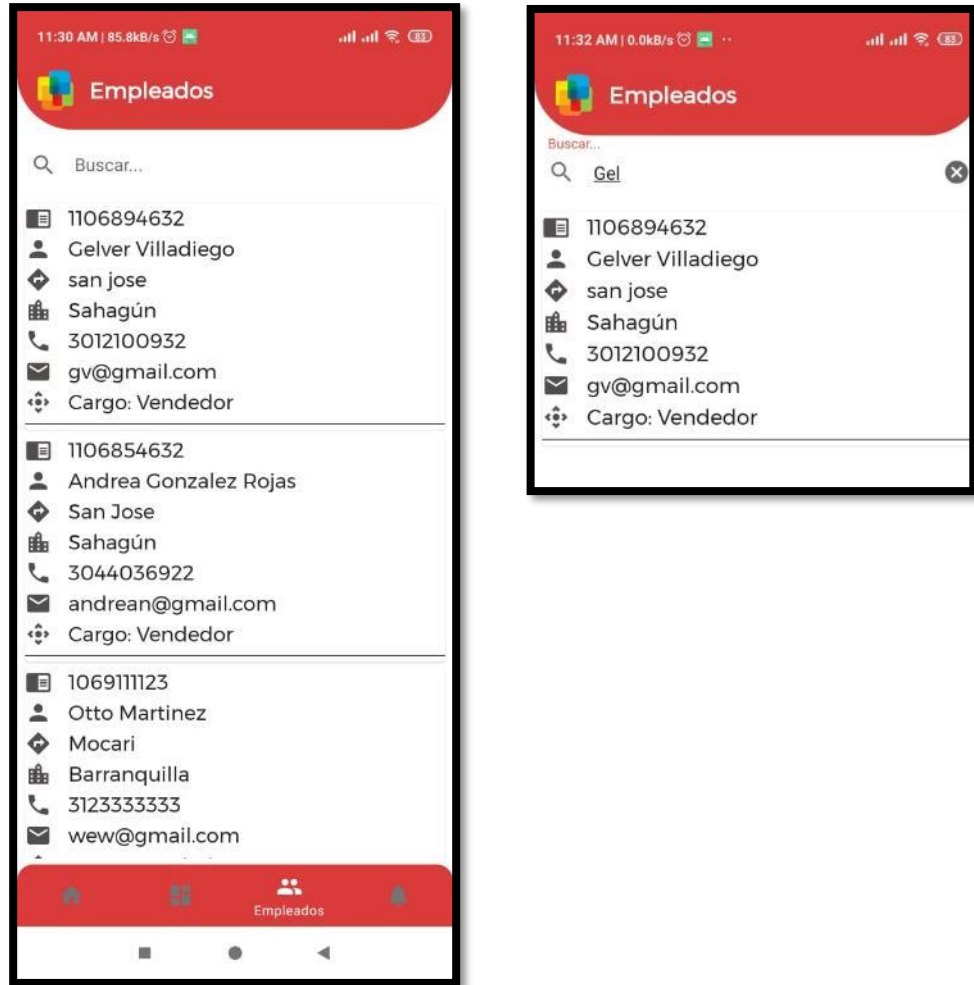 11:30 AM | 85.8kB/s
83
Empleados
Buscar...
1106894632
Gelver Villadiego
san jose
Sahagún
3012100932
gv@gmail.com
Cargo: Vendedor
1106854632
Andrea Gonzalez Rojas
San Jose
Sahagún
3044036922
andrean@gmail.com
Cargo: Vendedor
1069111123
Otto Martinez
Mocari
Barranquilla
3123333333
wew@gmail.com
Empleados
11:32 AM | 0.0kB/s
83
Empleados
Buscar...
Gel
1106894632
Gelver Villadiego
san jose
Sahagún
3012100932
gv@gmail.com
Cargo: Vendedor